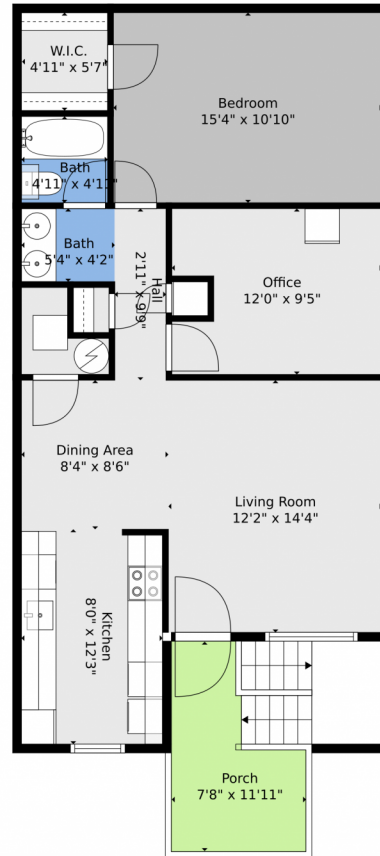 W.I.C.
4'11" x 5'7"
Bedroom
15'4" x 10'10"
Bath
4'11" x 4'11"
Bath
5'4" x 4'2"
Hall
2'11" x 9'9"
Office
12'0" x 9'5"
Dining Area
8'4" x 8'6"
Living Room
12'2" x 14'4"
Kitchen
8'0" x 12'3"
Porch
7'8" x 11'11"